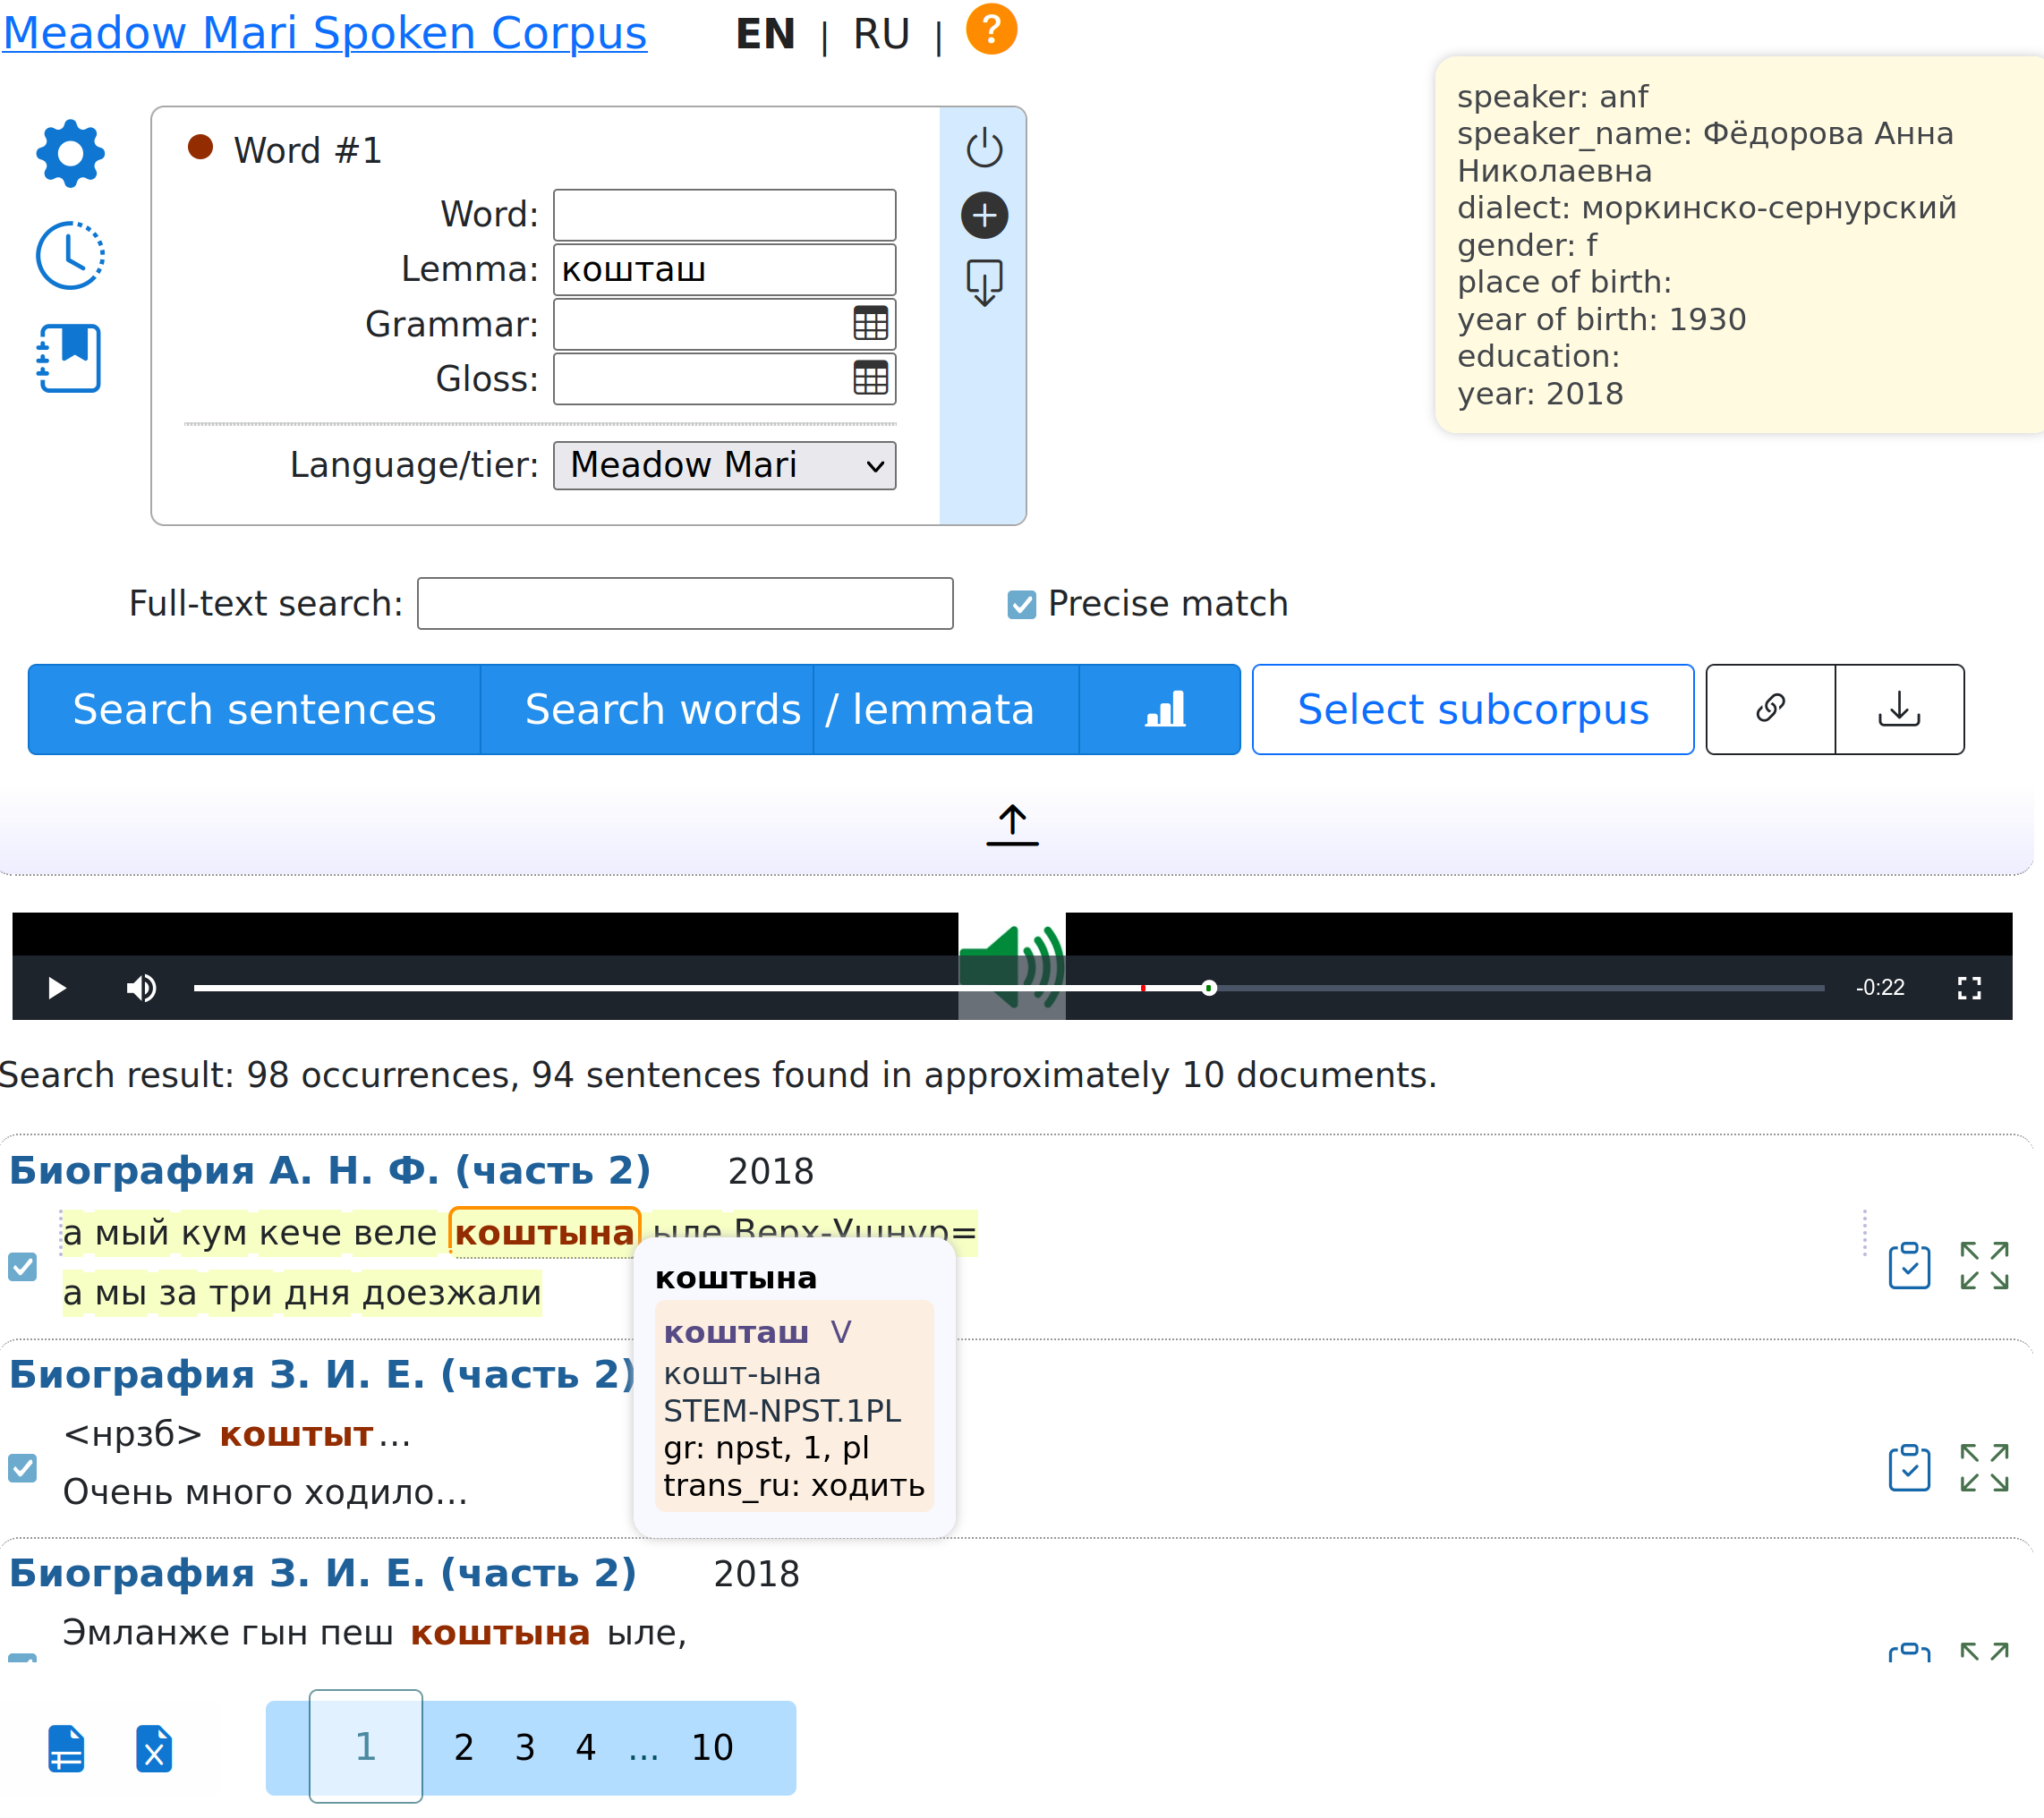 Meadow Mari Spoken Corpus EN | RU | ?
speaker: anf
speaker_name: Фёдорова Анна
Николаевна
dialect: моркинско-сернурский
gender: f
place of birth:
year of birth: 1930
education:
year: 2018
Word #1
Word:
Lemma: кошташ
Grammar:
Gloss:
Language/tier: Meadow Mari
Full-text search: Precise match
Search sentences Search words / lemmata Select subcorpus
-0:22
Search result: 98 occurrences, 94 sentences found in approximately 10 documents.
Биография А. Н. Ф. (часть 2) 2018
а мый кум кече веле коштына ыле Верх-Ушнур=
а мы за три дня доезжали
коштына
кошташ V
кошт-ына
STEM-NPST.1PL
gr: npst, 1, pl
trans_ru: ходить
Биография З. И. Е. (часть 2)
<нрзб> коштыт...
Очень много ходило...
Биография З. И. Е. (часть 2) 2018
Эмланже гын пеш коштына ыле,
1 2 3 4 ... 10